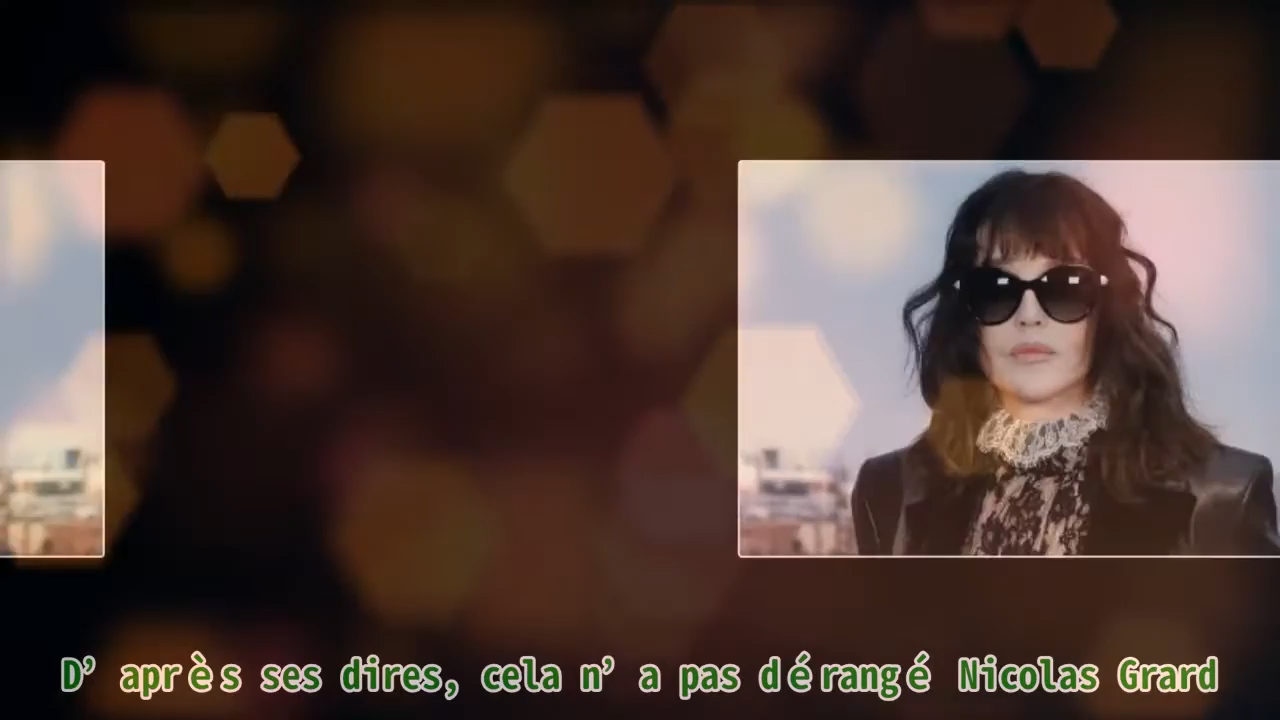 D’ après ses dires, cela n’ a pas dérangé Nicolas Grard